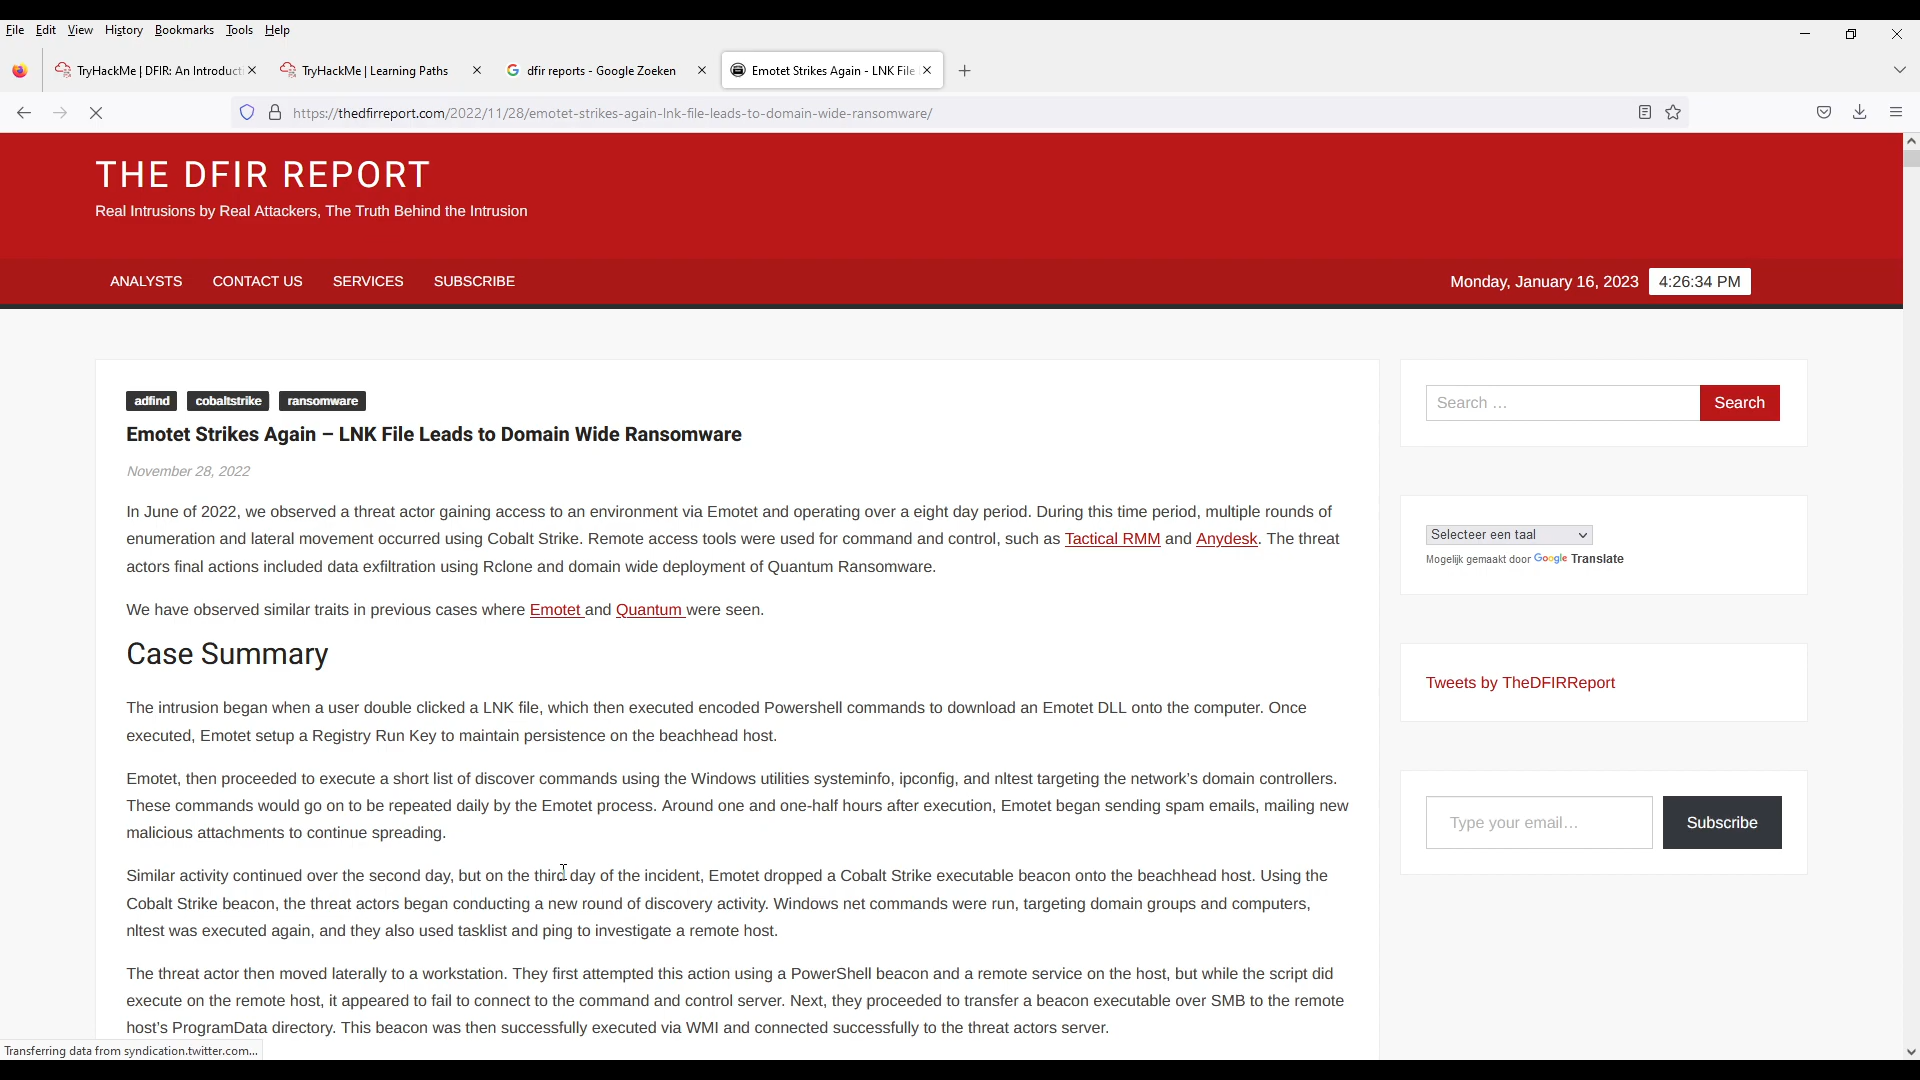 File Edit View History Bookmarks Tools Help
TryHackMe | DFIR: An Introducti
TryHackMe | Learning Paths
dfir reports - Google Zoeken
Emotet Strikes Again - LNK File
https://thedfirreport.com/2022/11/28/emotet-strikes-again-lnk-file-leads-to-domain-wide-ransomware/
THE DFIR REPORT
Real Intrusions by Real Attackers, The Truth Behind the Intrusion
ANALYSTS CONTACT US SERVICES SUBSCRIBE
Monday, January 16, 2023 4:26:34 PM
adfind cobaltstrike ransomware
Emotet Strikes Again – LNK File Leads to Domain Wide Ransomware
November 28, 2022
In June of 2022, we observed a threat actor gaining access to an environment via Emotet and operating over a eight day period. During this time period, multiple rounds of
enumeration and lateral movement occurred using Cobalt Strike. Remote access tools were used for command and control, such as Tactical RMM and Anydesk. The threat
actors final actions included data exfiltration using Rclone and domain wide deployment of Quantum Ransomware.
We have observed similar traits in previous cases where Emotet and Quantum were seen.
Case Summary
The intrusion began when a user double clicked a LNK file, which then executed encoded Powershell commands to download an Emotet DLL onto the computer. Once
executed, Emotet setup a Registry Run Key to maintain persistence on the beachhead host.
Emotet, then proceeded to execute a short list of discover commands using the Windows utilities systeminfo, ipconfig, and nltest targeting the network's domain controllers.
These commands would go on to be repeated daily by the Emotet process. Around one and one-half hours after execution, Emotet began sending spam emails, mailing new
malicious attachments to continue spreading.
Similar activity continued over the second day, but on the third day of the incident, Emotet dropped a Cobalt Strike executable beacon onto the beachhead host. Using the
Cobalt Strike beacon, the threat actors began conducting a new round of discovery activity. Windows net commands were run, targeting domain groups and computers,
nltest was executed again, and they also used tasklist and ping to investigate a remote host.
The threat actor then moved laterally to a workstation. They first attempted this action using a PowerShell beacon and a remote service on the host, but while the script did
execute on the remote host, it appeared to fail to connect to the command and control server. Next, they proceeded to transfer a beacon executable over SMB to the remote
host's ProgramData directory. This beacon was then successfully executed via WMI and connected successfully to the threat actors server.
Search …
Search
Selecteer een taal
Mogelijk gemaakt door Google Translate
Tweets by TheDFIRReport
Type your email…
Subscribe
Transferring data from syndication.twitter.com...